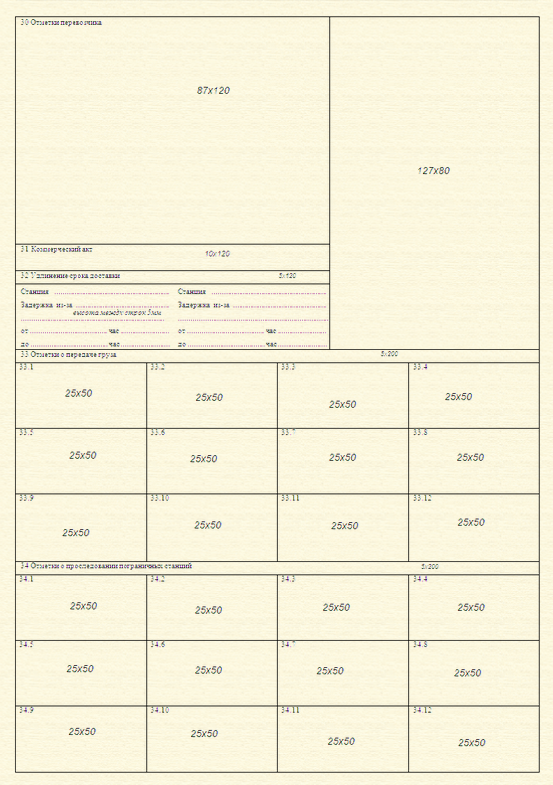 30 Отметки перевозчика
87x120
127x80
31 Коммерческий акт
10x120
32 Удлинение срока доставки 5x120
Станция Станция
Задержка из-за Задержка из-за
высота между строк 5мм
от час от час
до час до час
33 Отметки о передаче груза 5x200
33.1 33.2 33.3 33.4
25x50 25x50 25x50 25x50
33.5 33.6 33.7 33.8
25x50 25x50 25x50 25x50
33.9 33.10 33.11 33.12
25x50 25x50 25x50 25x50
34 Отметки о проследовании пограничных станций 5x200
34.1 34.2 34.3 34.4
25x50 25x50 25x50 25x50
34.5 34.6 34.7 34.8
25x50 25x50 25x50 25x50
34.9 34.10 34.11 34.12
25x50 25x50 25x50 25x50